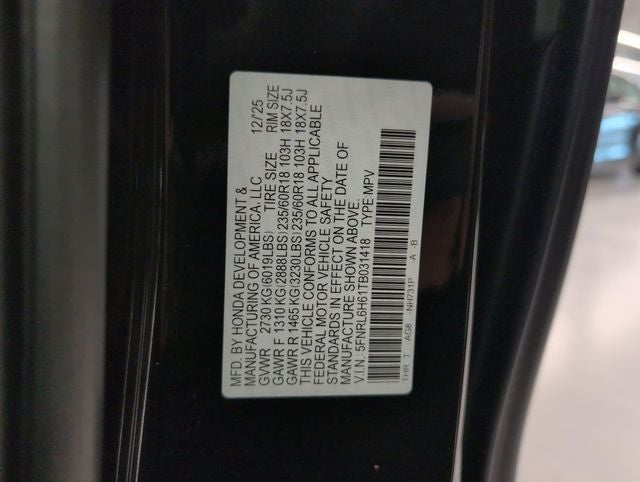 MFD. BY HONDA DEVELOPMENT &
MANUFACTURING OF AMERICA, LLC 12/25
GVWR 2730 KG(6019LBS) TIRE SIZE RIM SIZE
GAWR F 1310 KG(2888LBS)235/60R18 103H 18X7.5J
GAWR R 1465 KG(3230LBS)235/60R18 103H 18X7.5J
THIS VEHICLE CONFORMS TO ALL APPLICABLE
FEDERAL MOTOR VEHICLE SAFETY
STANDARDS IN EFFECT ON THE DATE OF
MANUFACTURE SHOWN ABOVE.
V.I.N.: 5FNRL6H61TB031418 TYPE:MPV
THR T AG8 -NH731P -A -B